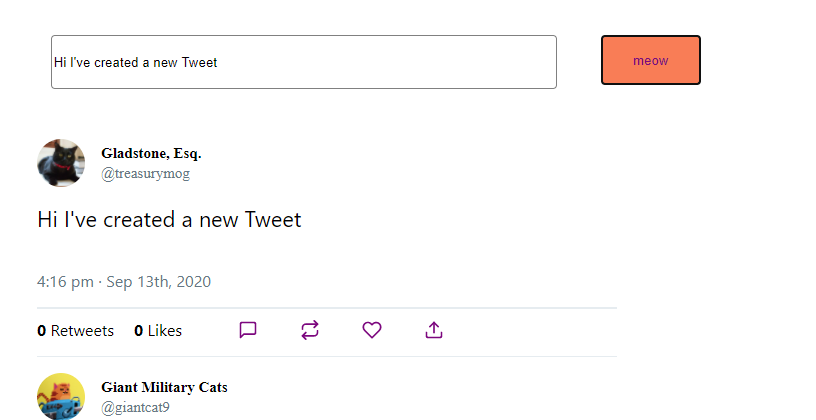 Hi I've created a new Tweet
meow
Gladstone, Esq.
@treasurymog
Hi I've created a new Tweet
4:16 pm · Sep 13th, 2020
0 Retweets 0 Likes
Giant Military Cats
@giantcat9